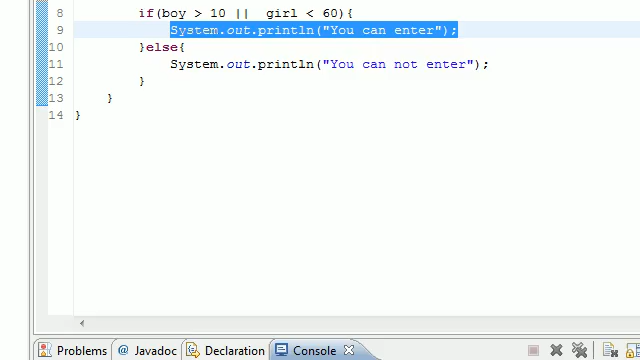 8 if(boy > 10 || girl < 60){
9 System.out.println("You can enter");
10 }else{
11 System.out.println("You can not enter");
12 }
13 }
14 }
Problems @ Javadoc Declaration Console